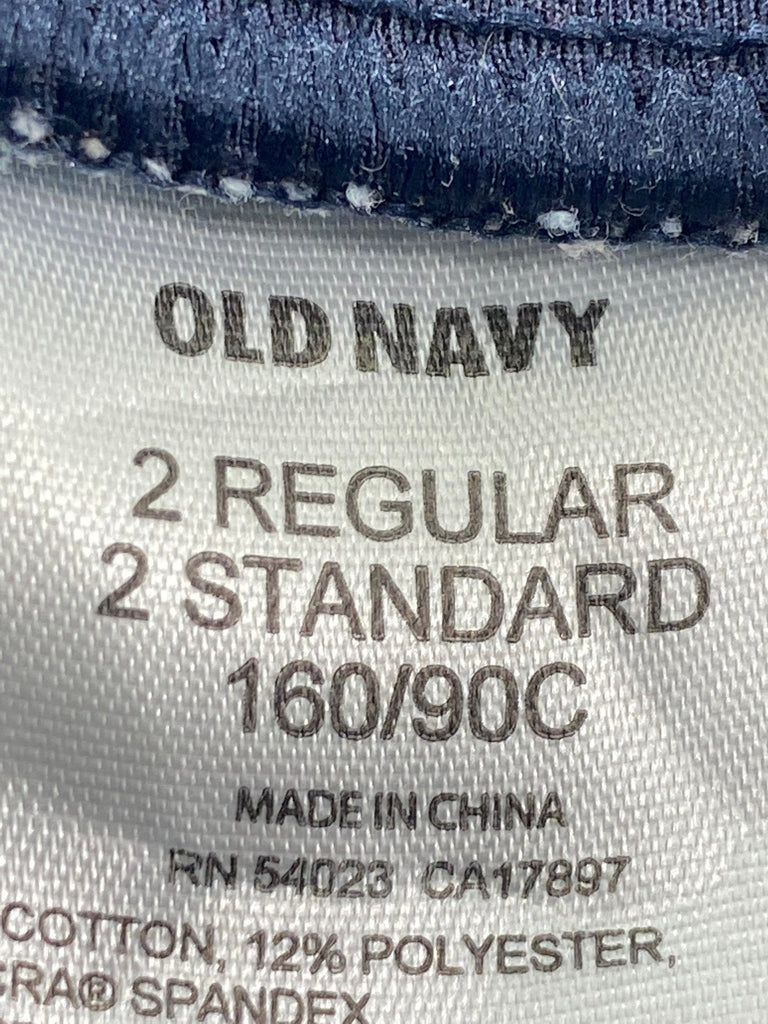 OLD NAVY
2 REGULAR
2 STANDARD
160/90C
MADE IN CHINA
RN 54023 CA17897
COTTON, 12% POLYESTER,
SPANDEX